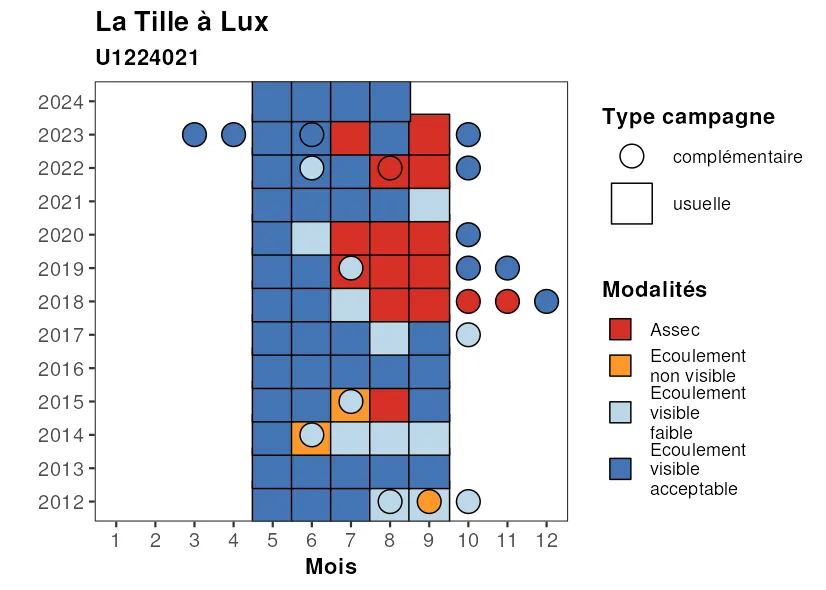 La Tille à Lux
U1224021
2024
2023
2022
2021
2020
2019
2018
2017
2016
2015
2014
2013
2012
1 2 3 4 5 6 7 8 9 10 11 12
Mois
Type campagne
complémentaire
usuelle
Modalités
Assec
Ecoulement
non visible
Ecoulement
visible
faible
Ecoulement
visible
acceptable